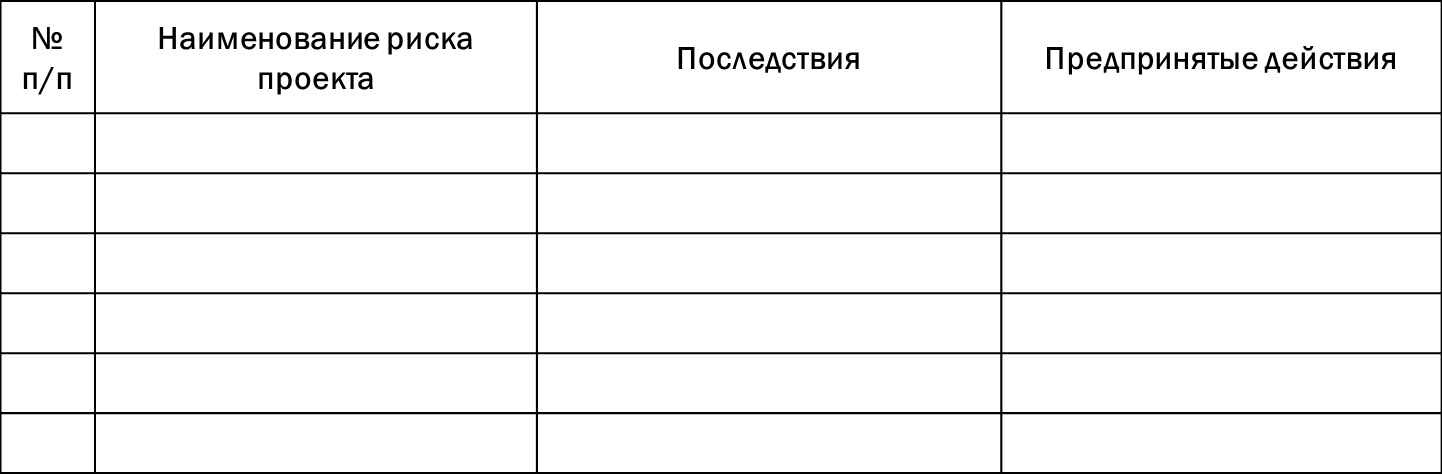 №
п/п
Наименование риска
проекта
Последствия
Предпринятые действия